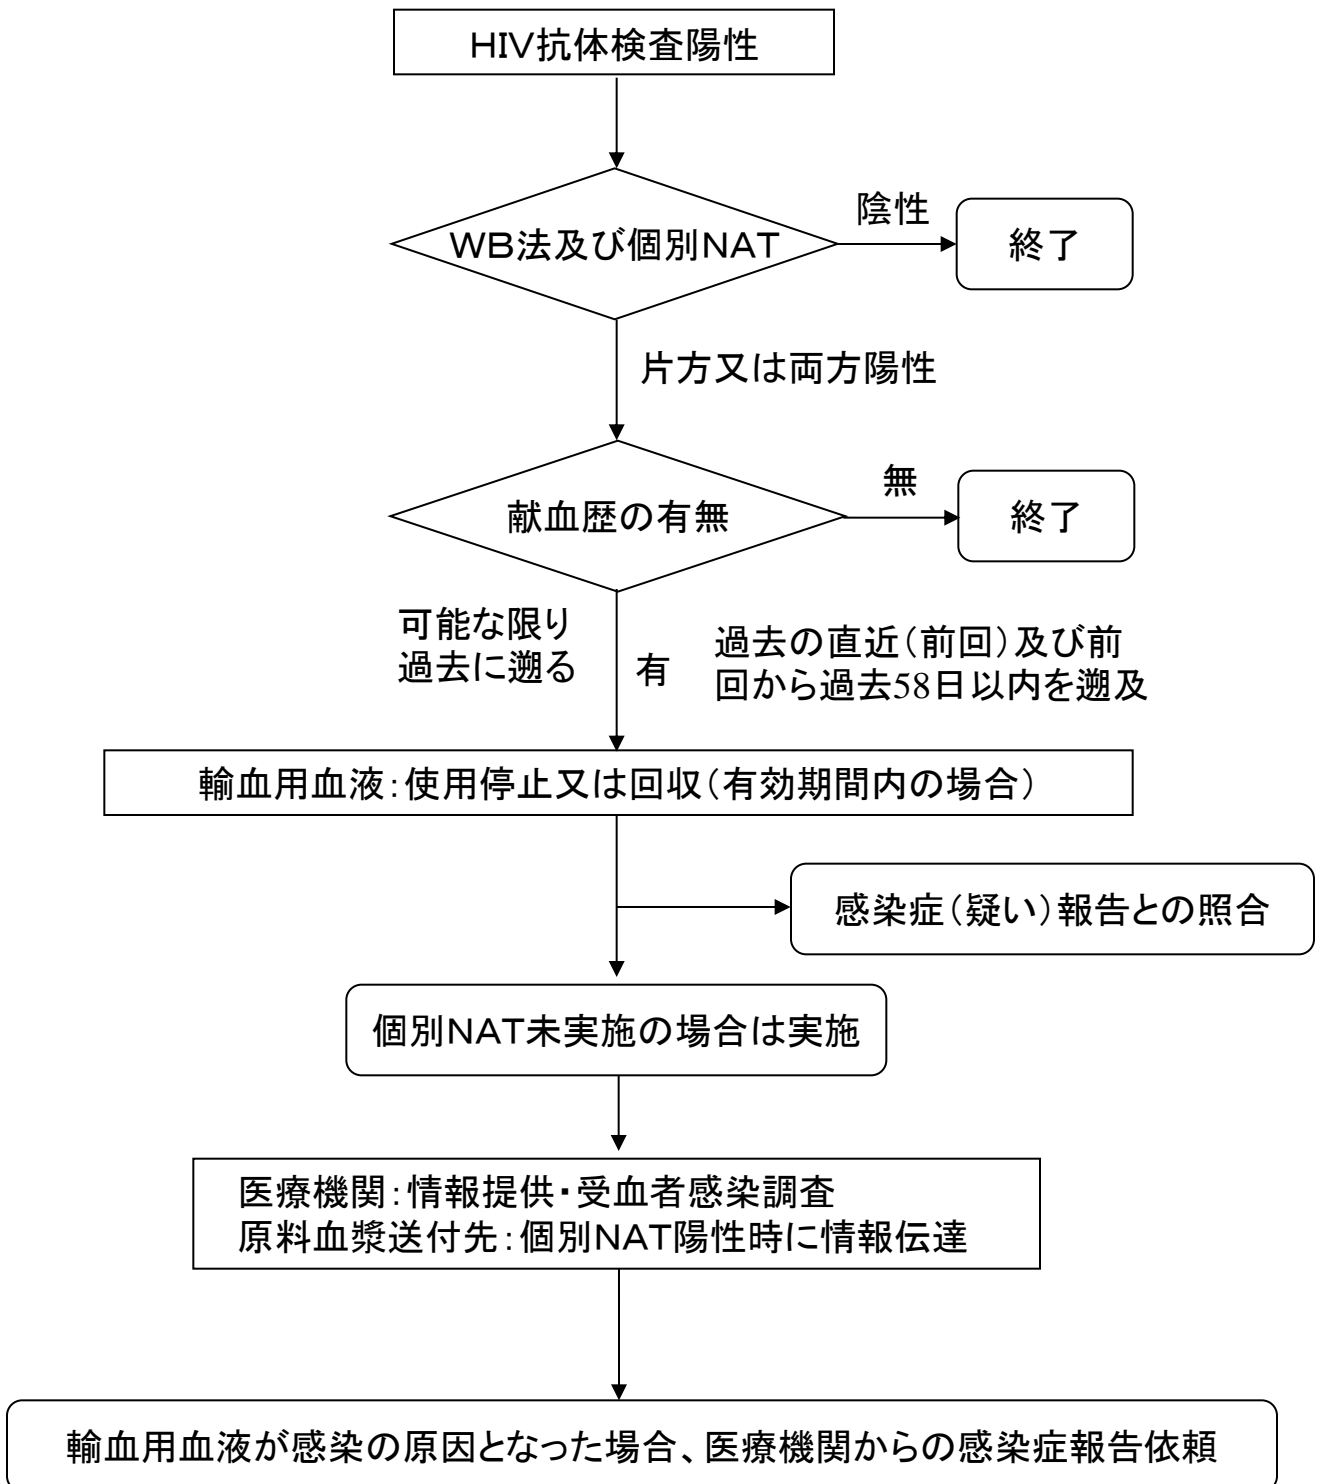 HIV抗体検査陽性
WB法及び個別NAT
陰性
終了
片方又は両方陽性
献血歴の有無
無
終了
可能な限り
過去に遡る
有
過去の直近(前回)及び前
回から過去58日以内を遡及
輸血用血液:使用停止又は回収(有効期間内の場合)
感染症(疑い)報告との照合
個別NAT未実施の場合は実施
医療機関:情報提供・受血者感染調査
原料血漿送付先:個別NAT陽性時に情報伝達
輸血用血液が感染の原因となった場合、医療機関からの感染症報告依頼